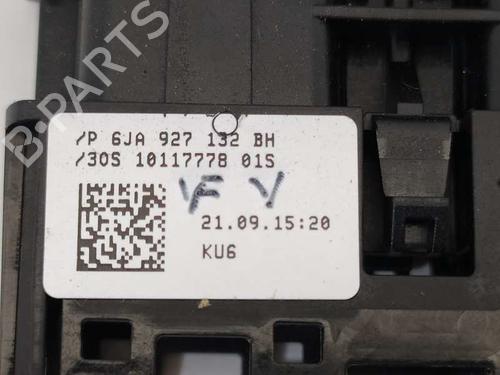 B-PARTS
/P 6JA 927 132 BH
/30S 10117778 01S
VF V
21.09.15:20
KU6